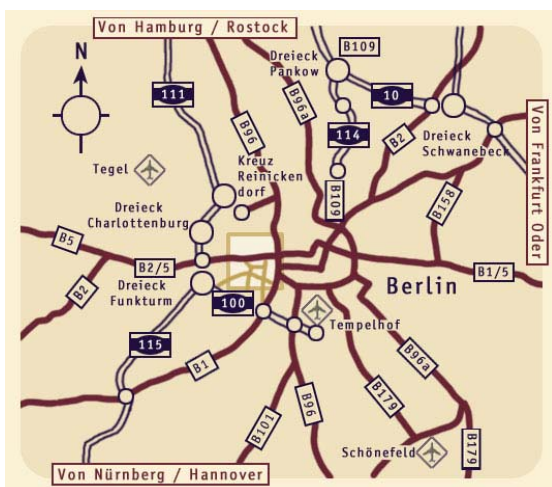 Von Hamburg / Rostock
B109
Dreieck
Pankow
N
111
B96
B96a
10
114
B2
Dreieck
Schwanebeck
Von Frankfurt Oder
Tegel
Kreuz
Reinicken
dorf
B109
B158
Dreieck
Charlottenburg
B5
B2/5
B1/5
B2
Dreieck
Funkturm
100
Berlin
Tempelhof
115
B1
B96a
B179
B101
B96
Schönefeld
B179
Von Nürnberg / Hannover